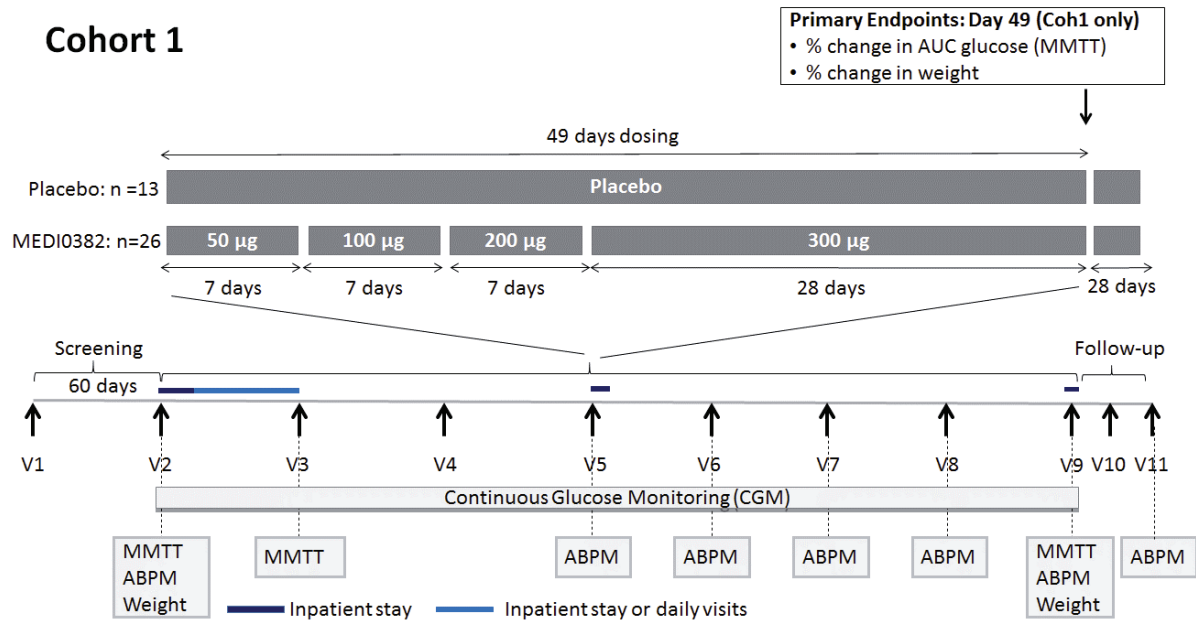 Cohort 1
Primary Endpoints: Day 49 (Coh1 only)
• % change in AUC glucose (MMTT)
• % change in weight
49 days dosing
Placebo: n =13
Placebo
MEDI0382: n=26
50 µg
100 µg
200 µg
300 µg
7 days
7 days
7 days
28 days
28 days
Screening
60 days
Follow-up
V1
V2
V3
V4
V5
V6
V7
V8
V9
V10
V11
Continuous Glucose Monitoring (CGM)
MMTT
ABPM
Weight
MMTT
ABPM
ABPM
ABPM
ABPM
MMTT
ABPM
Weight
ABPM
Inpatient stay
Inpatient stay or daily visits